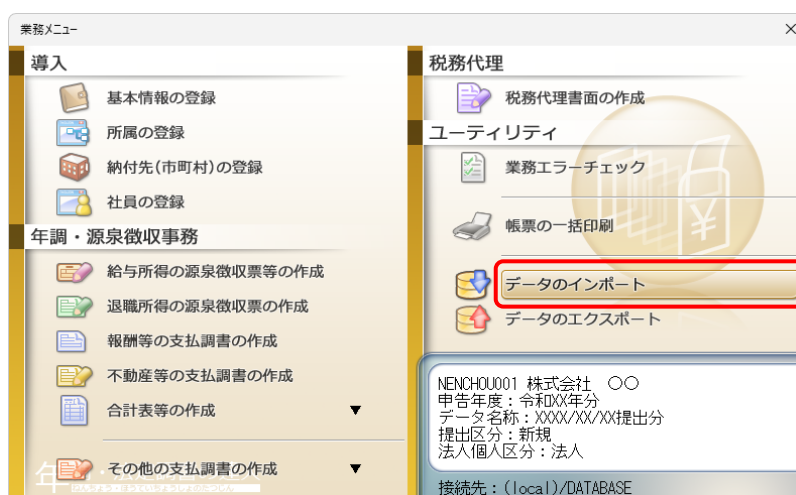 業務メニュー
導入
基本情報の登録
所属の登録
納付先(市町村)の登録
社員の登録
年調・源泉徴収事務
給与所得の源泉徴収票等の作成
退職所得の源泉徴収票の作成
報酬等の支払調書の作成
不動産等の支払調書の作成
合計表等の作成 ▼
その他の支払調書の作成 ▼
税務代理
税務代理書面の作成
ユーティリティ
業務エラーチェック
帳票の一括印刷
データのインポート
データのエクスポート
NENCHOU001 株式会社 ○○
申告年度:令和XX年分
データ名称:XXXX/XX/XX提出分
提出区分:新規
法人個人区分:法人
接続先:(local)/DATABASE